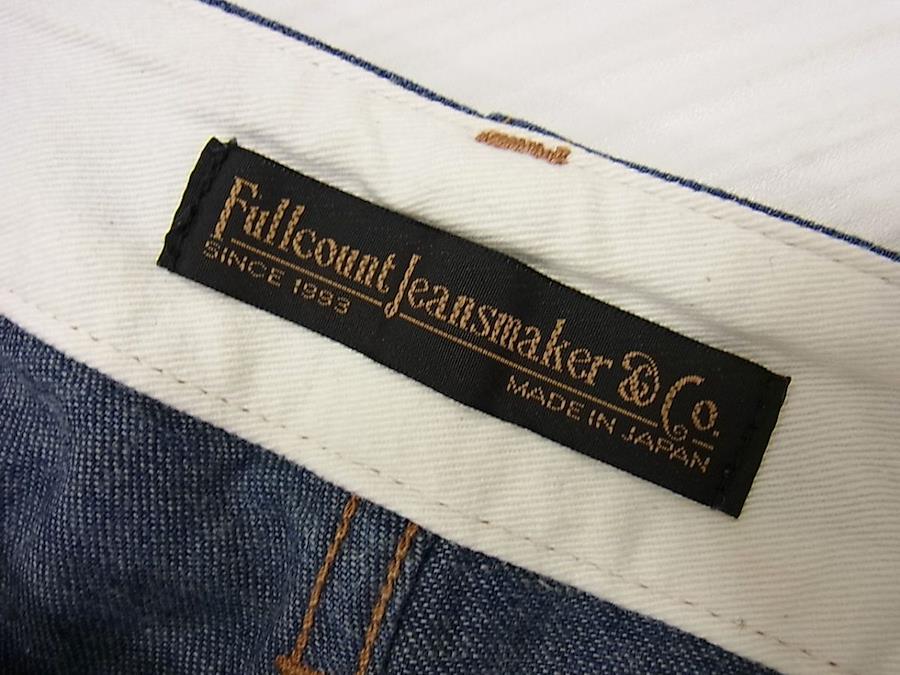 Fullcount Jeansmaker & Co.
SINCE 1993
MADE IN JAPAN